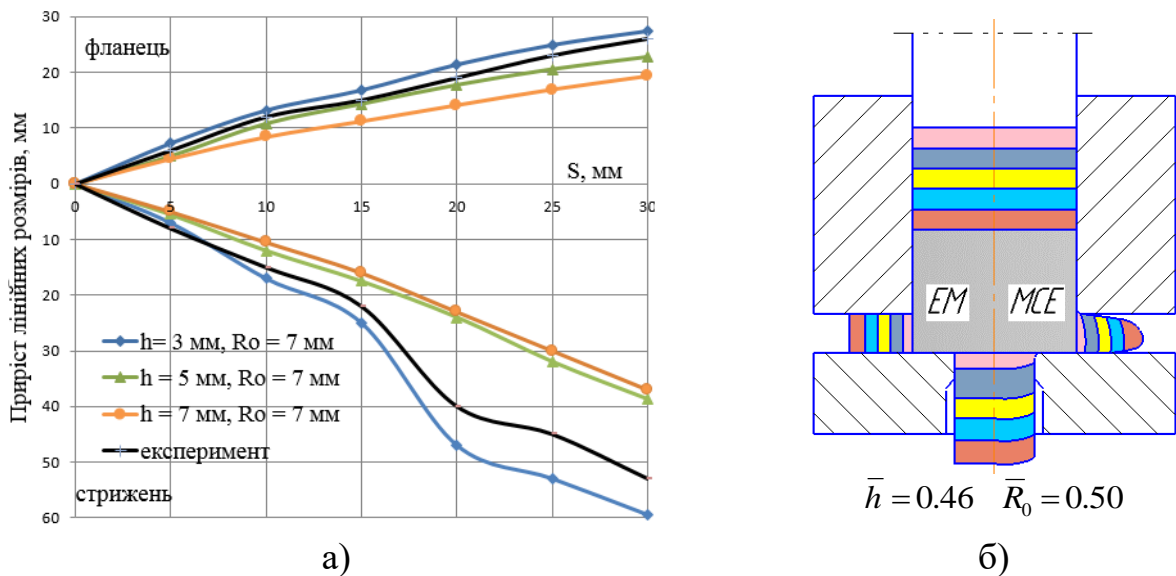 Приріст лінійних розмірів, мм
30
20
10
0
10
20
30
40
50
60
фланець
S, мм
0 5 10 15 20 25 30
h= 3 мм, Ro = 7 мм
h = 5 мм, Ro = 7 мм
h = 7 мм, Ro = 7 мм
експеримент
стрижень
а)
ЕМ МСЕ
h̅ = 0.46 R̅₀ = 0.50
б)